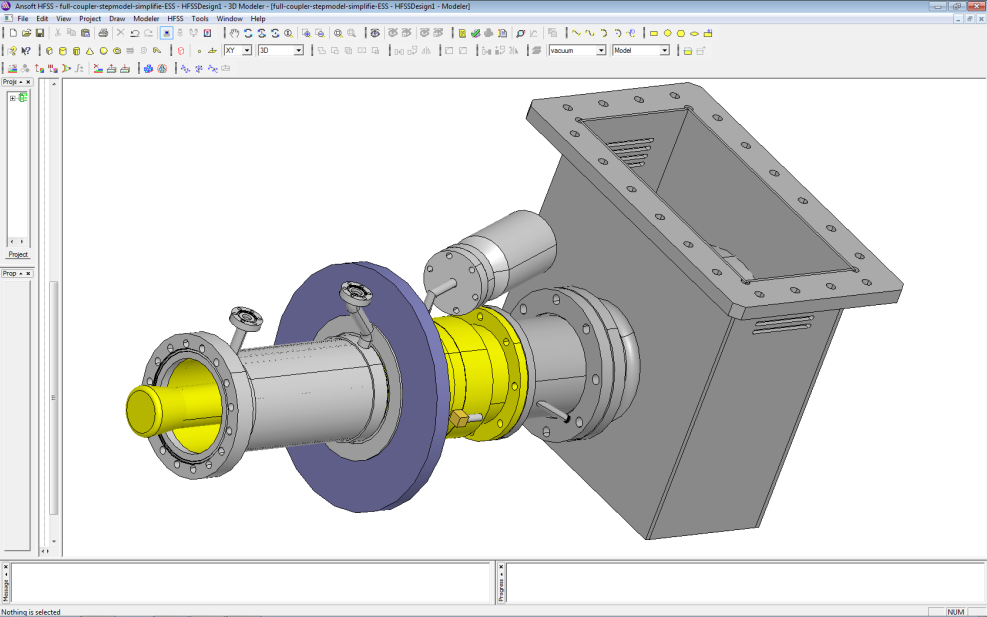 Ansoft HFSS - full-coupler-stepmodel-simplifie-ESS - HFSSDesign1 - 3D Modeler - [full-coupler-stepmodel-simplifie-ESS - HFSSDesign1 - Modeler]
File Edit View Project Draw Modeler HFSS Tools Window Help
XY 3D vacuum Model
Proje
Project
Prop
Message
Progress
Nothing is selected
NUM